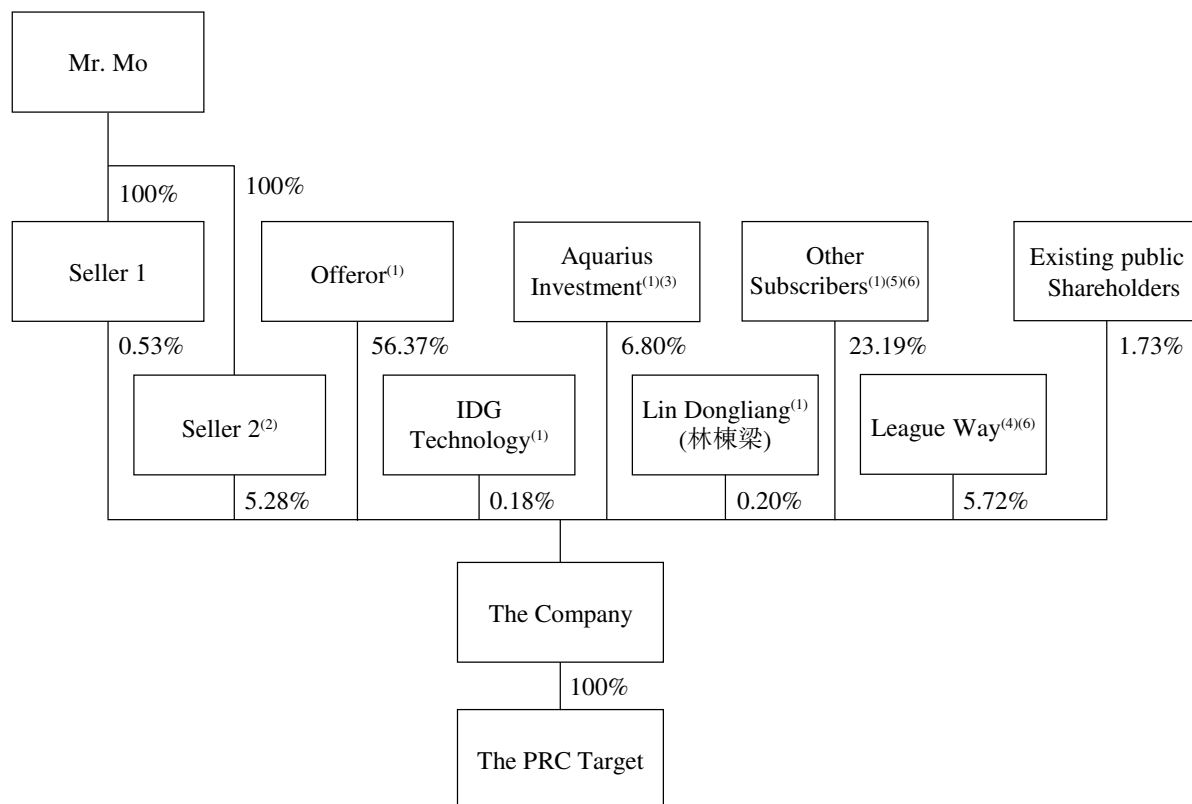 Mr. Mo
100%
100%
Seller 1
Offeror(1)
Aquarius
Investment(1)(3)
Other
Subscribers(1)(5)(6)
Existing public
Shareholders
0.53%
56.37%
6.80%
23.19%
1.73%
Seller 2(2)
IDG
Technology(1)
Lin Dongliang(1)
(林棟梁)
League Way(4)(6)
5.28%
0.18%
0.20%
5.72%
The Company
100%
The PRC Target